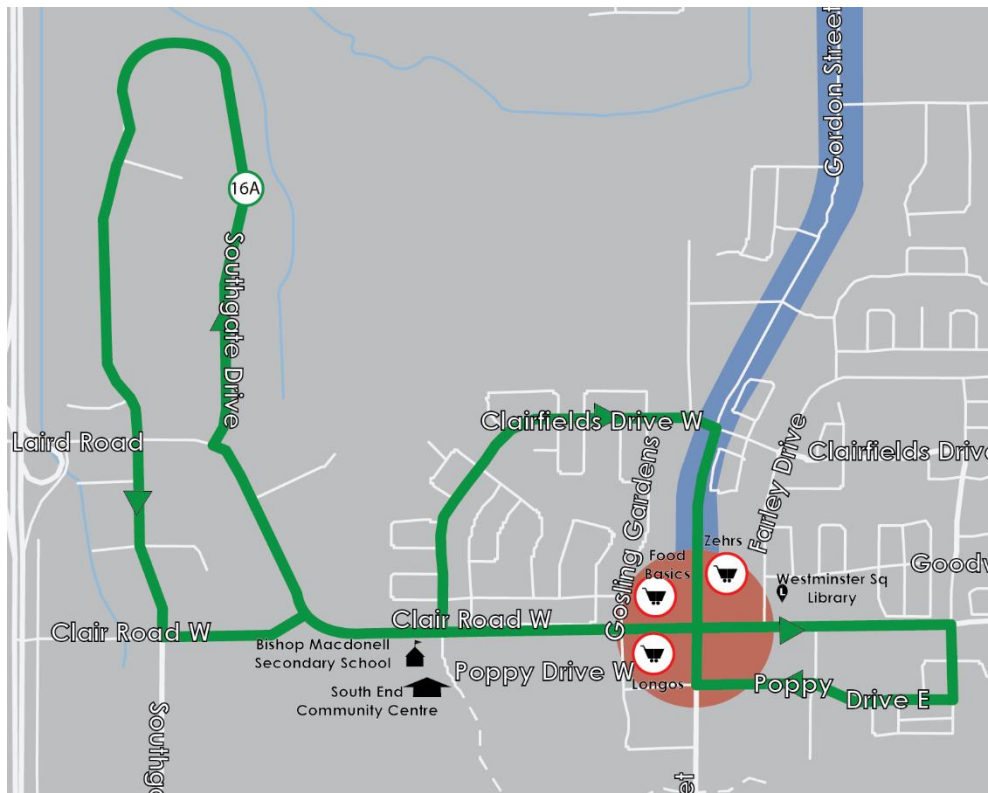 Gordon Street
16A
Southgate Drive
Laird Road
Clairfields Drive W
Clairfields Drive
Gosling Gardens
Farley Drive
Zehrs
Food
Basics
Westminster Sq
Library
L
Goodw
Clair Road W
Clair Road W
Bishop Macdonell
Secondary School
Poppy Drive W
Longos
South End
Community Centre
Poppy Drive E
Southg
et